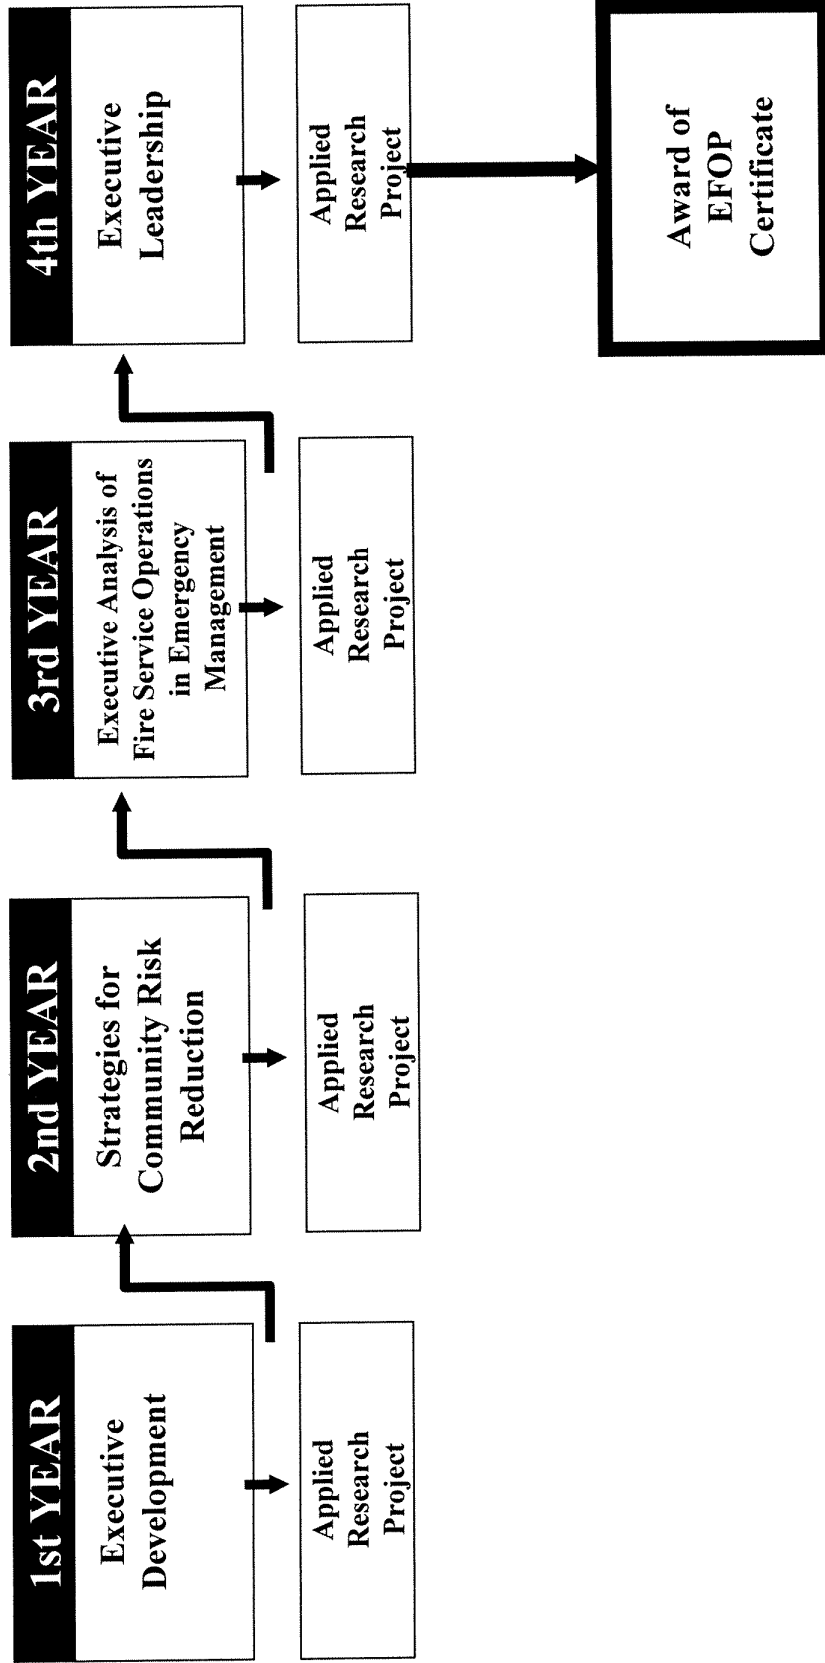 1st YEAR
Executive
Development
Applied
Research
Project
2nd YEAR
Strategies for
Community Risk
Reduction
Applied
Research
Project
3rd YEAR
Executive Analysis of
Fire Service Operations
in Emergency
Management
Applied
Research
Project
4th YEAR
Executive
Leadership
Applied
Research
Project
Award of
EFOP
Certificate